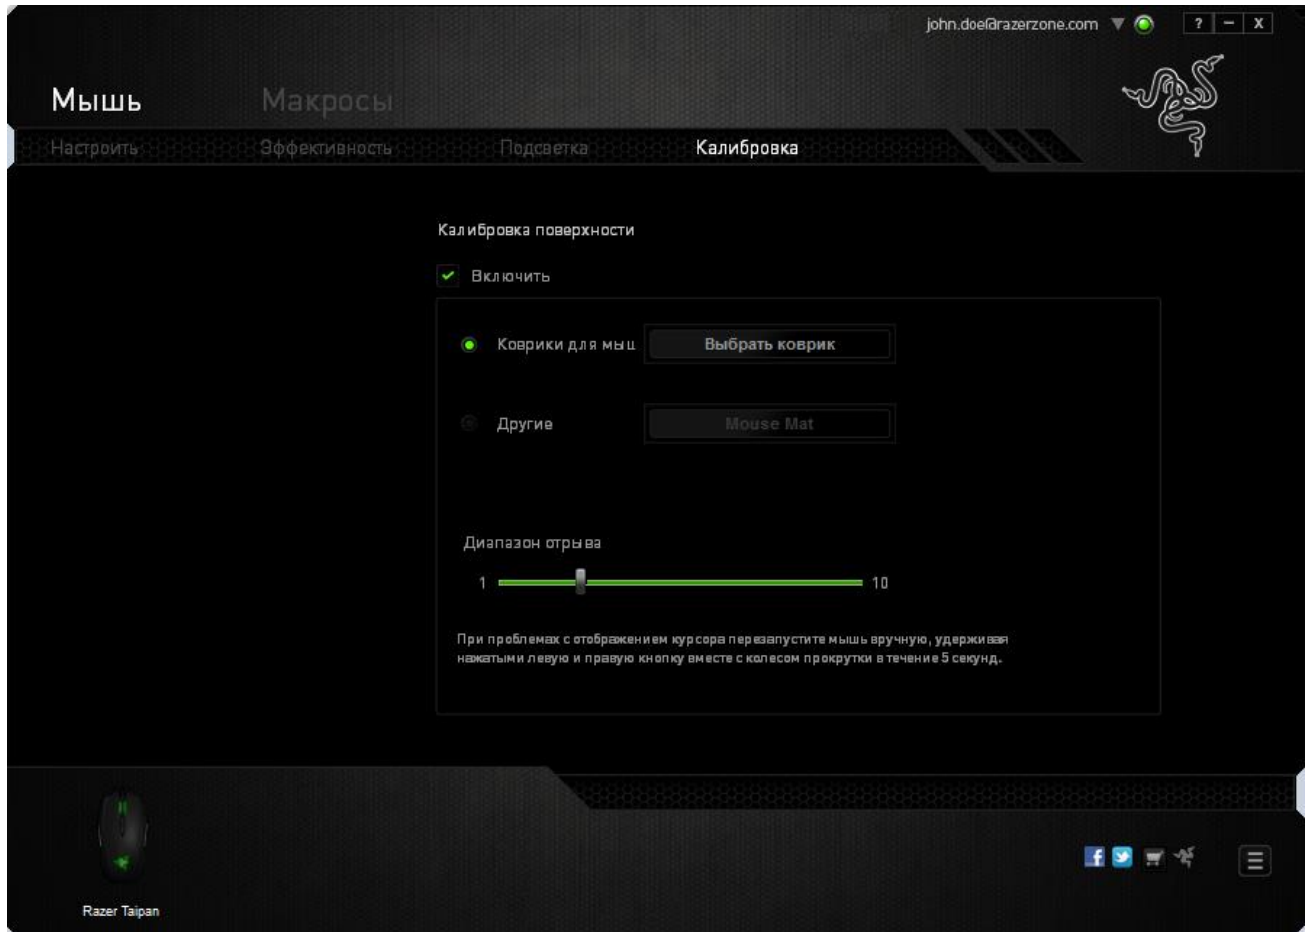 john.doe@razerzone.com
? – X
Мышь Макросы
Настроить Эффективность Подсветка Калибровка
Калибровка поверхности
Включить
Коврики для мыш Выбрать коврик
Другие Mouse Mat
Диапазон отрыва
1 10
При проблемах с отображением курсора перезапустите мышь вручную, удерживая
нажатыми левую и правую кнопку вместе с колесом прокрутки в течение 5 секунд.
Razer Taipan